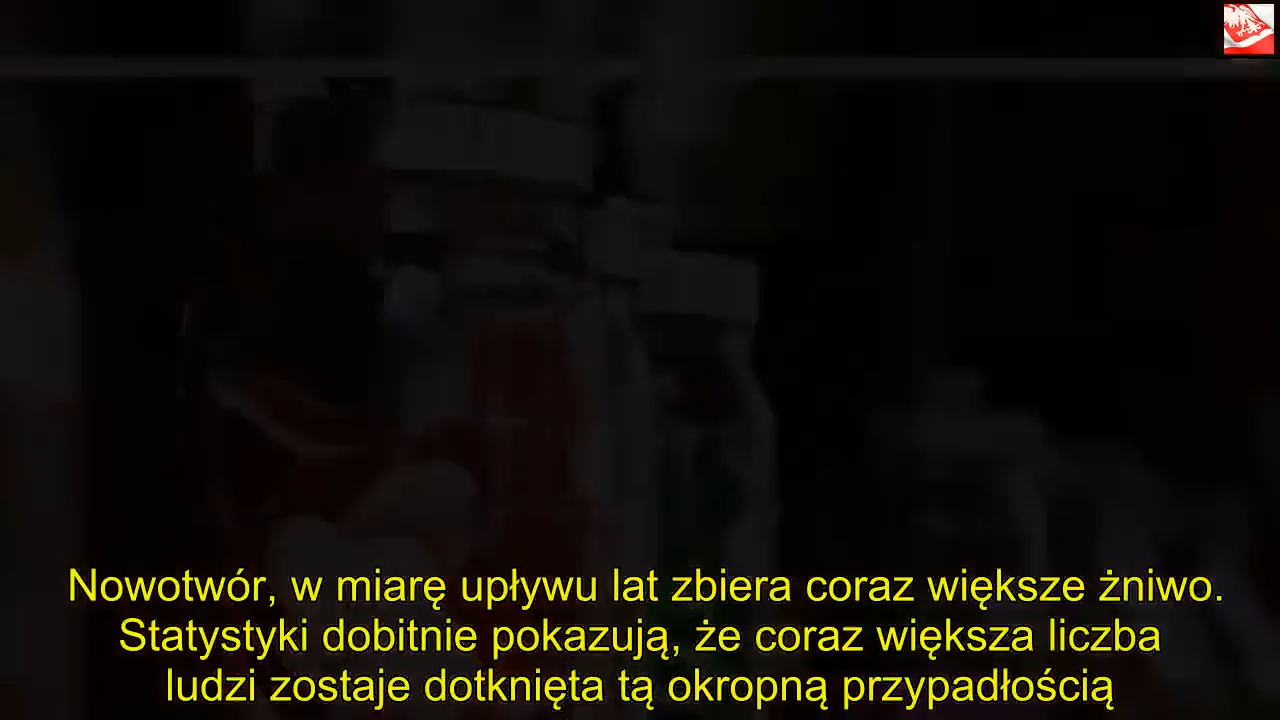 Nowotwór, w miarę upływu lat zbiera coraz większe żniwo.
Statystyki dobitnie pokazują, że coraz większa liczba
ludzi zostaje dotknięta tą okropną przypadłością